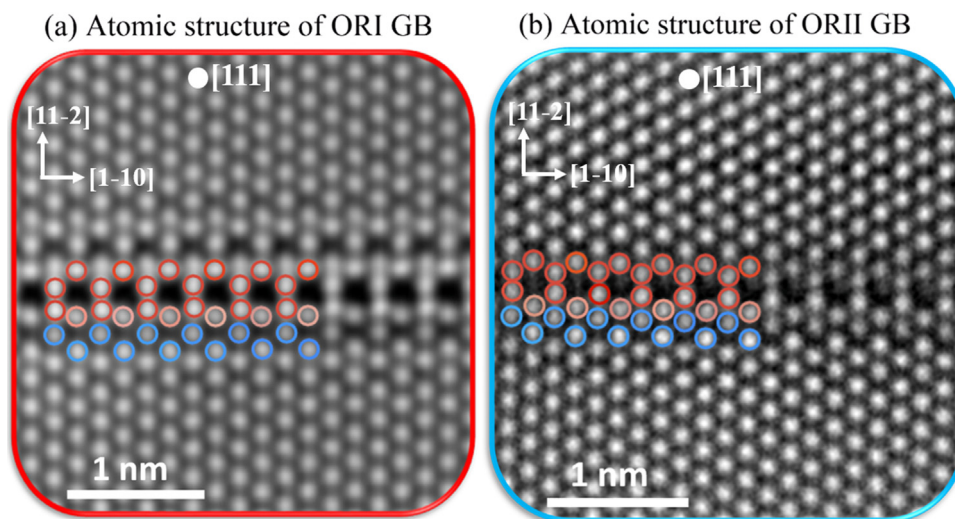 (a) Atomic structure of ORI GB
[111]
[11-2]
[1-10]
1 nm
(b) Atomic structure of ORII GB
[111]
[11-2]
[1-10]
1 nm